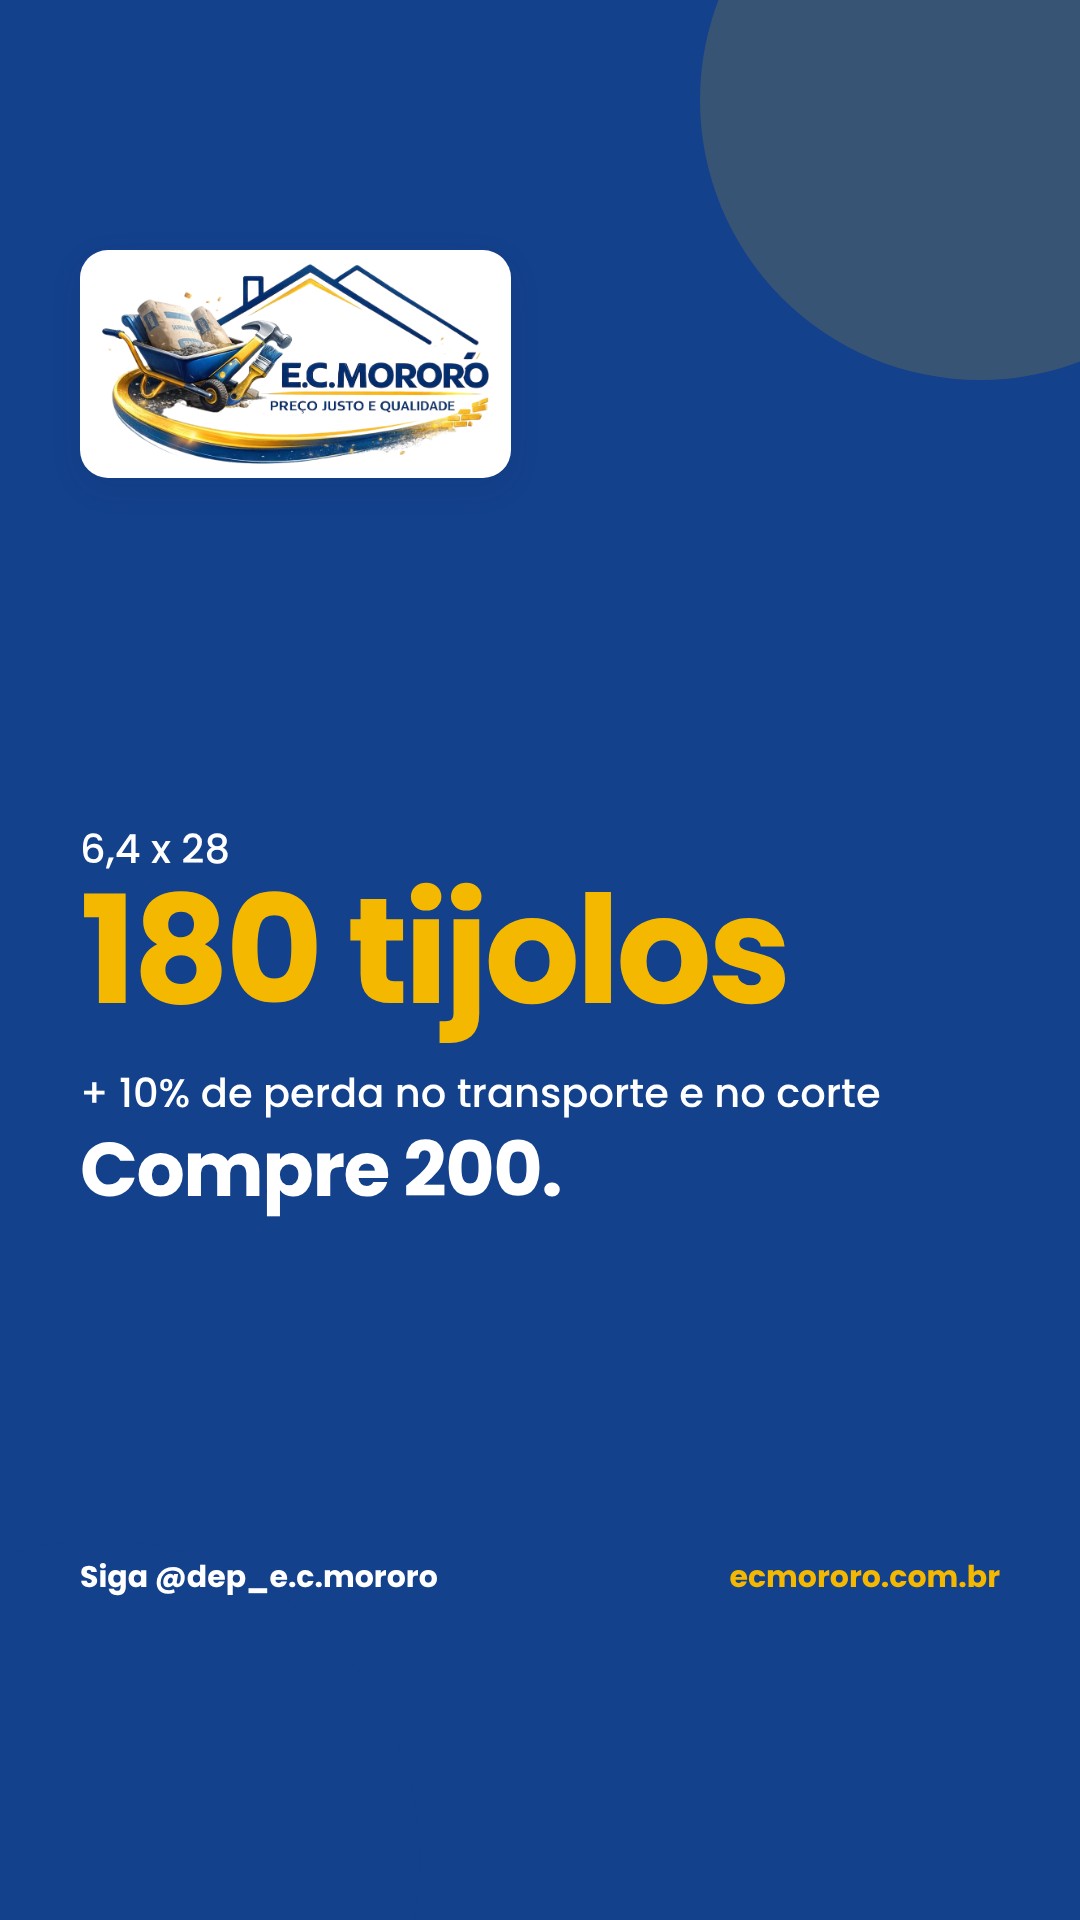 E.C.MORORÓ
PREÇO JUSTO E QUALIDADE
6,4 x 28
180 tijolos
+ 10% de perda no transporte e no corte
Compre 200.
Siga @dep_e.c.mororo
ecmororo.com.br